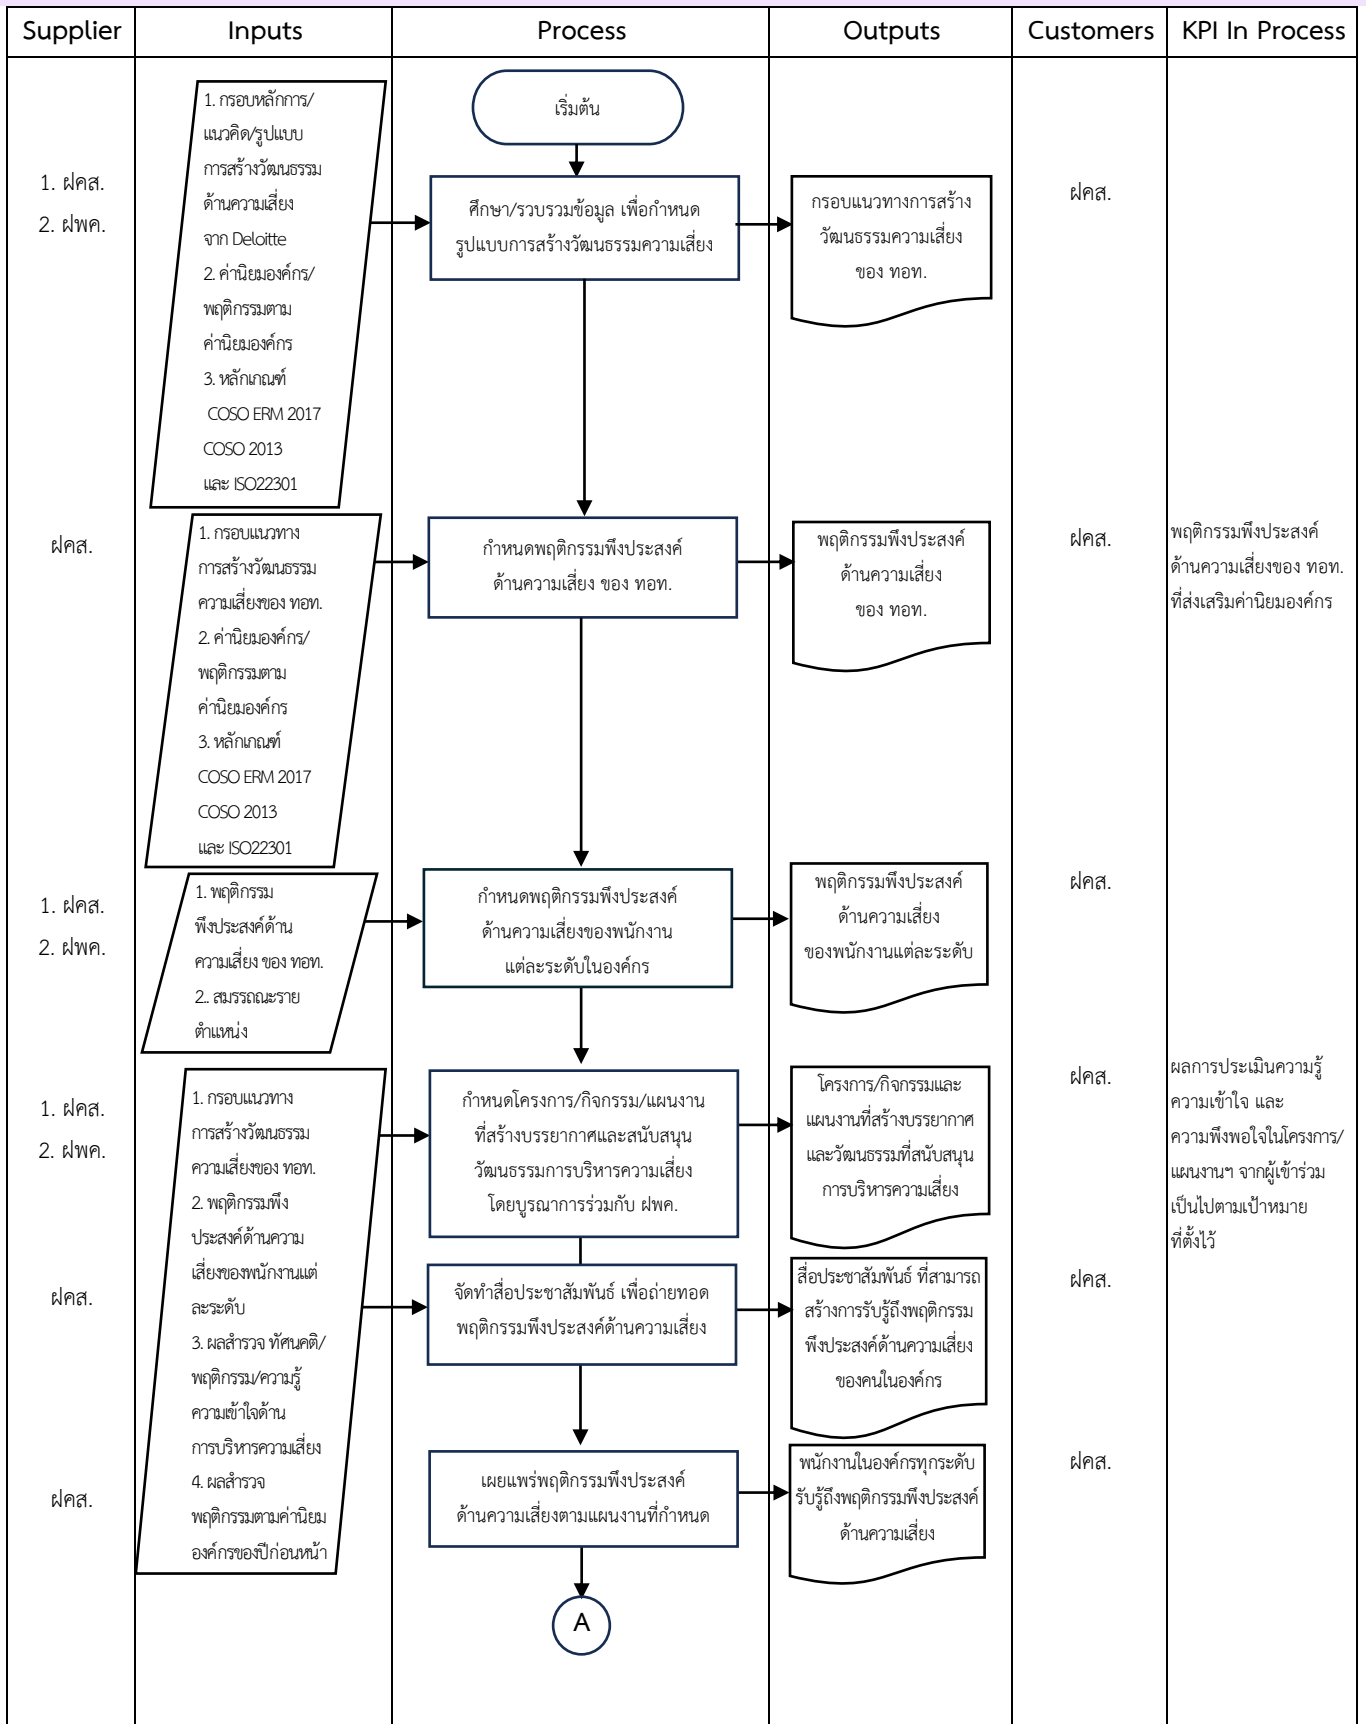 Supplier
Inputs
Process
Outputs
Customers
KPI In Process
เริ่มต้น
1. ฝคส.
2. ฝพค.
1. กรอบหลักการ/
แนวคิด/รูปแบบ
การสร้างวัฒนธรรม
ด้านความเสี่ยง
จาก Deloitte
2. ค่านิยมองค์กร/
พฤติกรรมตาม
ค่านิยมองค์กร
3. หลักเกณฑ์
COSO ERM 2017
COSO 2013
และ ISO22301
ศึกษา/รวบรวมข้อมูล เพื่อกำหนด
รูปแบบการสร้างวัฒนธรรมความเสี่ยง
กรอบแนวทางการสร้าง
วัฒนธรรมความเสี่ยง
ของ ทอท.
ฝคส.
ฝคส.
1. กรอบแนวทาง
การสร้างวัฒนธรรม
ความเสี่ยงของ ทอท.
2. ค่านิยมองค์กร/
พฤติกรรมตาม
ค่านิยมองค์กร
3. หลักเกณฑ์
COSO ERM 2017
COSO 2013
และ ISO22301
กำหนดพฤติกรรมพึงประสงค์
ด้านความเสี่ยง ของ ทอท.
พฤติกรรมพึงประสงค์
ด้านความเสี่ยง
ของ ทอท.
ฝคส.
พฤติกรรมพึงประสงค์
ด้านความเสี่ยงของ ทอท.
ที่ส่งเสริมค่านิยมองค์กร
1. ฝคส.
2. ฝพค.
1. พฤติกรรม
พึงประสงค์ด้าน
ความเสี่ยง ของ ทอท.
2.. สมรรถนะราย
ตำแหน่ง
กำหนดพฤติกรรมพึงประสงค์
ด้านความเสี่ยงของพนักงาน
แต่ละระดับในองค์กร
พฤติกรรมพึงประสงค์
ด้านความเสี่ยง
ของพนักงานแต่ละระดับ
ฝคส.
1. ฝคส.
2. ฝพค.
1. กรอบแนวทาง
การสร้างวัฒนธรรม
ความเสี่ยงของ ทอท.
2. พฤติกรรมพึง
ประสงค์ด้านความ
เสี่ยงของพนักงานแต่
ละระดับ
3. ผลสำรวจ ทัศนคติ/
พฤติกรรม/ความรู้
ความเข้าใจด้าน
การบริหารความเสี่ยง
4. ผลสำรวจ
พฤติกรรมตามค่านิยม
องค์กรของปีก่อนหน้า
กำหนดโครงการ/กิจกรรม/แผนงาน
ที่สร้างบรรยากาศและสนับสนุน
วัฒนธรรมการบริหารความเสี่ยง
โดยบูรณาการร่วมกับ ฝพค.
โครงการ/กิจกรรมและ
แผนงานที่สร้างบรรยากาศ
และวัฒนธรรมที่สนับสนุน
การบริหารความเสี่ยง
ฝคส.
ผลการประเมินความรู้
ความเข้าใจ และ
ความพึงพอใจในโครงการ/
แผนงานฯ จากผู้เข้าร่วม
เป็นไปตามเป้าหมาย
ที่ตั้งไว้
ฝคส.
จัดทำสื่อประชาสัมพันธ์ เพื่อถ่ายทอด
พฤติกรรมพึงประสงค์ด้านความเสี่ยง
สื่อประชาสัมพันธ์ ที่สามารถ
สร้างการรับรู้ถึงพฤติกรรม
พึงประสงค์ด้านความเสี่ยง
ของคนในองค์กร
ฝคส.
ฝคส.
เผยแพร่พฤติกรรมพึงประสงค์
ด้านความเสี่ยงตามแผนงานที่กำหนด
พนักงานในองค์กรทุกระดับ
รับรู้ถึงพฤติกรรมพึงประสงค์
ด้านความเสี่ยง
ฝคส.
A